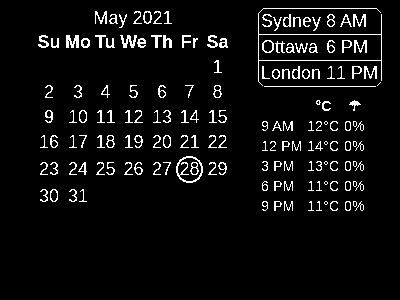 May 2021
Su Mo Tu We Th Fr Sa
1
2 3 4 5 6 7 8
9 10 11 12 13 14 15
16 17 18 19 20 21 22
23 24 25 26 27 28 29
30 31
Sydney 8 AM
Ottawa 6 PM
London 11 PM
°C ☂
9 AM 12°C 0%
12 PM 14°C 0%
3 PM 13°C 0%
6 PM 11°C 0%
9 PM 11°C 0%